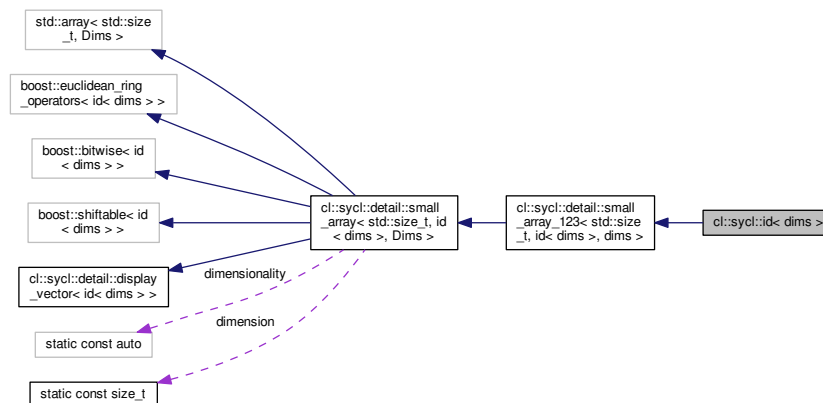 std::array< std::size
_t, Dims >
boost::euclidean_ring
_operators< id< dims > >
boost::bitwise< id
< dims > >
boost::shiftable< id
< dims > >
cl::sycl::detail::display
_vector< id< dims > >
static const auto
static const size_t
dimensionality
dimension
cl::sycl::detail::small
_array< std::size_t, id
< dims >, Dims >
cl::sycl::detail::small
_array_123< std::size
_t, id< dims >, dims >
cl::sycl::id< dims >